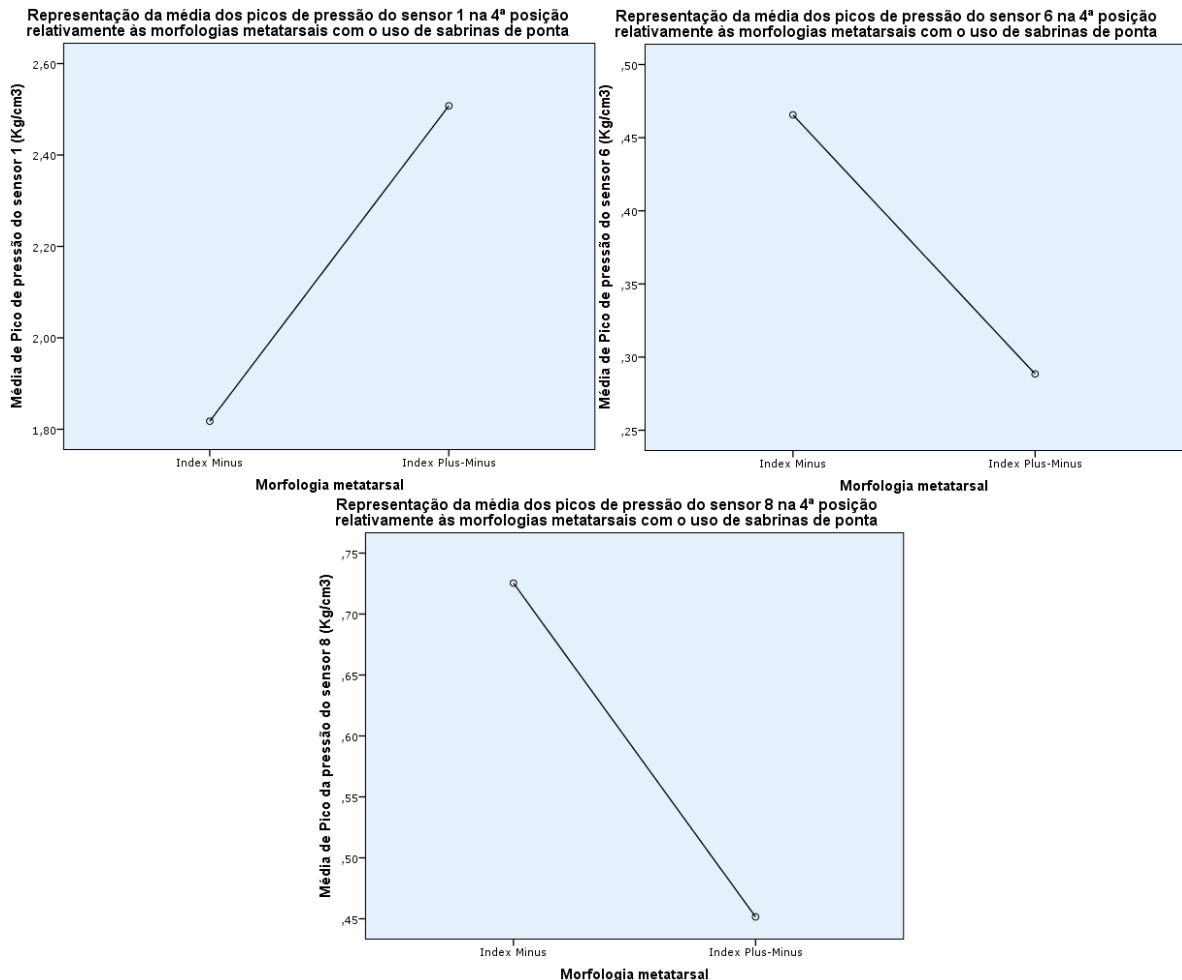 Representação da média dos picos de pressão do sensor 1 na 4ª posição
relativamente às morfologias metatarsais com o uso de sabrinas de ponta
Média de Pico de pressão do sensor 1 (Kg/cm3)
2,60
2,40
2,20
2,00
1,80
Index Minus
Index Plus-Minus
Morfologia metatarsal
Representação da média dos picos de pressão do sensor 6 na 4ª posição
relativamente às morfologias metatarsais com o uso de sabrinas de ponta
Média de Pico de pressão do sensor 6 (Kg/cm3)
,50
,45
,40
,35
,30
,25
Index Minus
Index Plus-Minus
Morfologia metatarsal
Representação da média dos picos de pressão do sensor 8 na 4ª posição
relativamente às morfologias metatarsais com o uso de sabrinas de ponta
Média de Pico da pressão do sensor 8 (Kg/cm3)
,75
,70
,65
,60
,55
,50
,45
Index Minus
Index Plus-Minus
Morfologia metatarsal